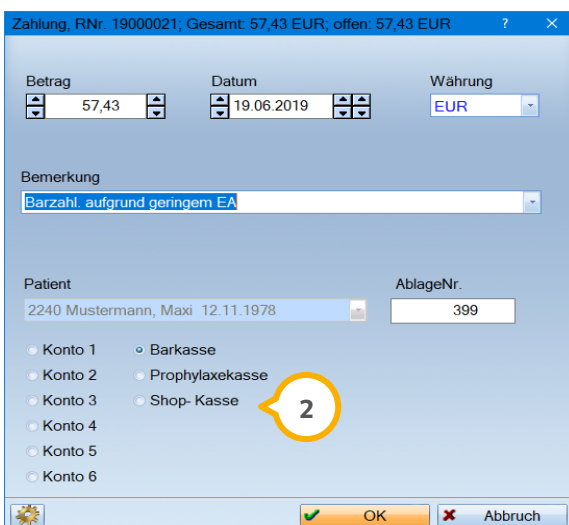 Zahlung, RNr. 19000021; Gesamt: 57,43 EUR; offen: 57,43 EUR ? ×
Betrag Datum Währung
57,43 19.06.2019 EUR
Bemerkung
Barzahl. aufgrund geringem EA
Patient AblageNr.
2240 Mustermann, Maxi 12.11.1978 399
Konto 1 Barkasse
Konto 2 Prophylaxekasse
Konto 3 Shop- Kasse 2
Konto 4
Konto 5
Konto 6
OK Abbruch